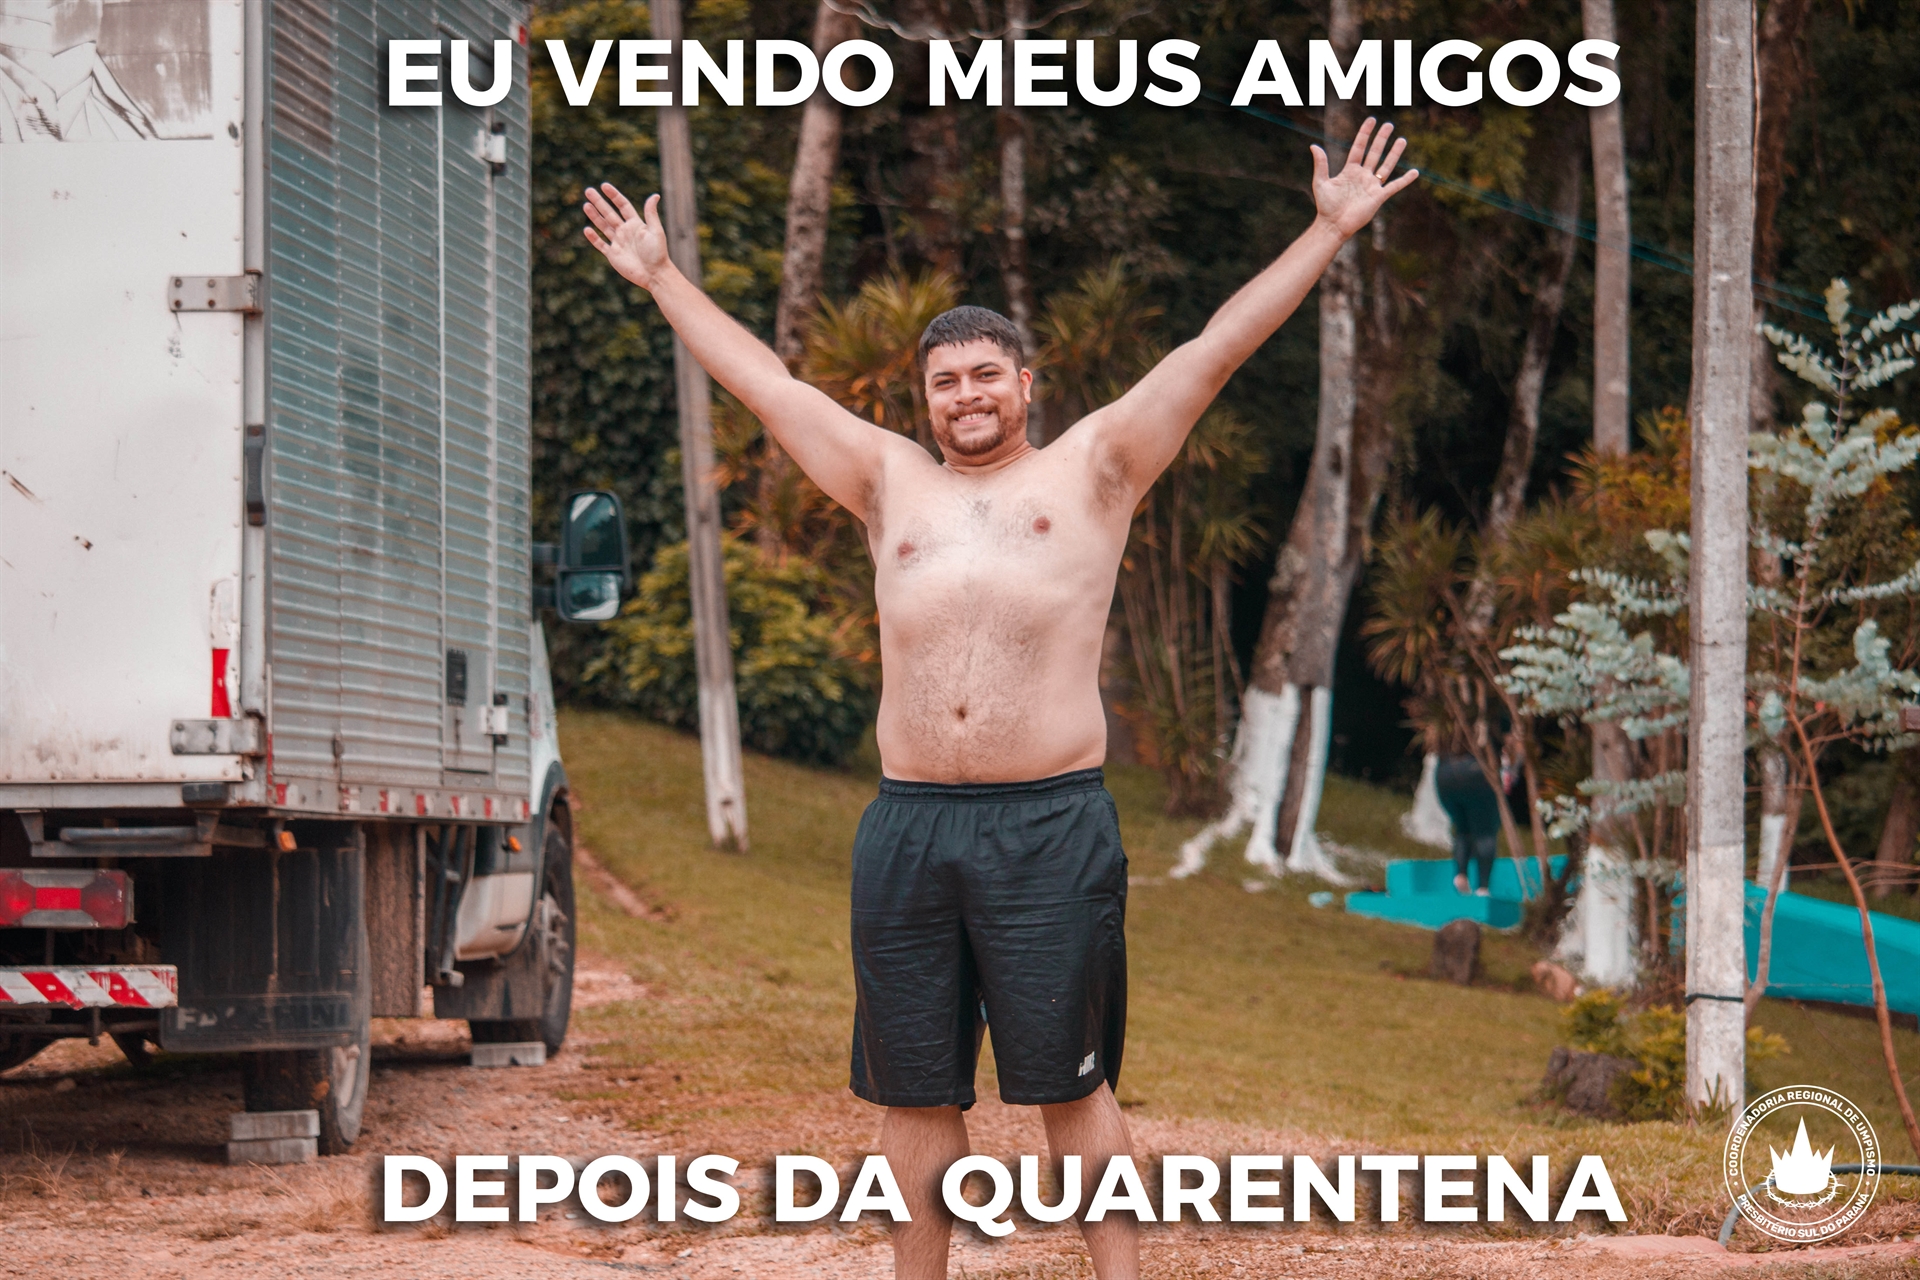 EU VENDO MEUS AMIGOS
DEPOIS DA QUARENTENA
COORDENADORIA REGIONAL DE UMPISMO
PRESBITÉRIO SUL DO PARANÁ